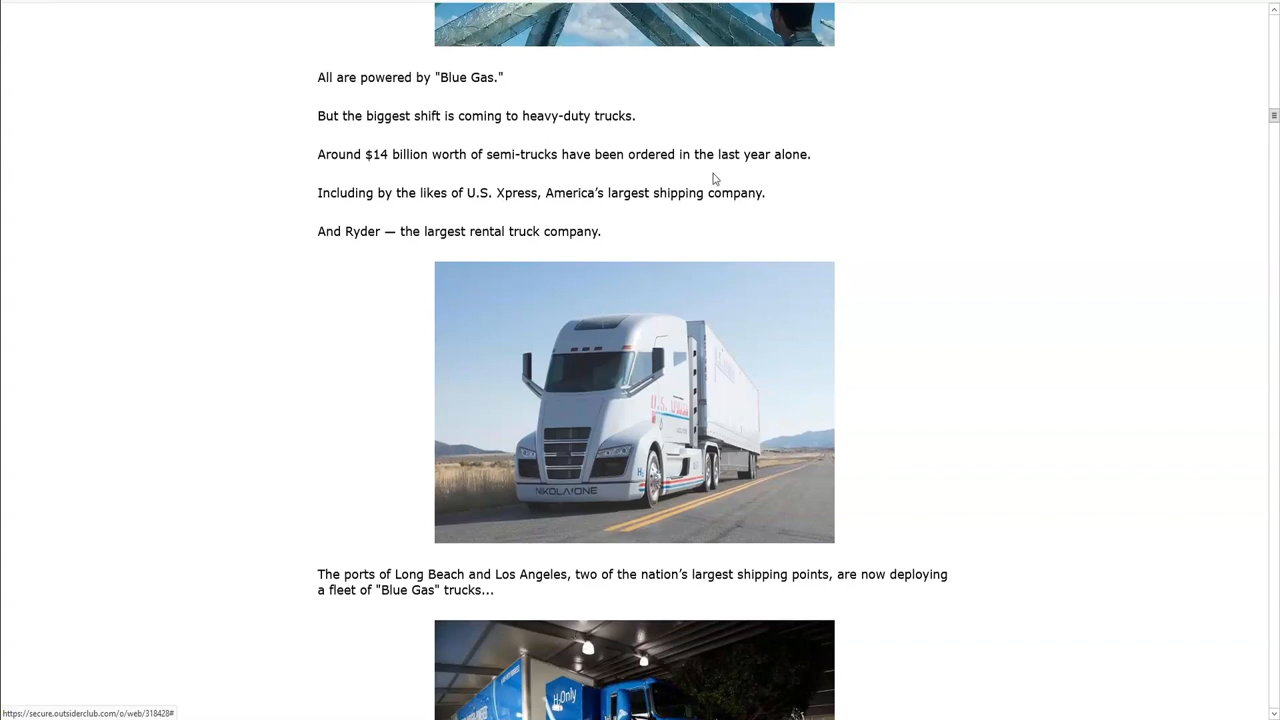 All are powered by "Blue Gas."
But the biggest shift is coming to heavy-duty trucks.
Around $14 billion worth of semi-trucks have been ordered in the last year alone.
Including by the likes of U.S. Xpress, America’s largest shipping company.
And Ryder — the largest rental truck company.
H₂
NIKOLA ONE
The ports of Long Beach and Los Angeles, two of the nation’s largest shipping points, are now deploying
a fleet of "Blue Gas" trucks...
H₂Only
https://secure.outsiderclub.com/o/web/318428#